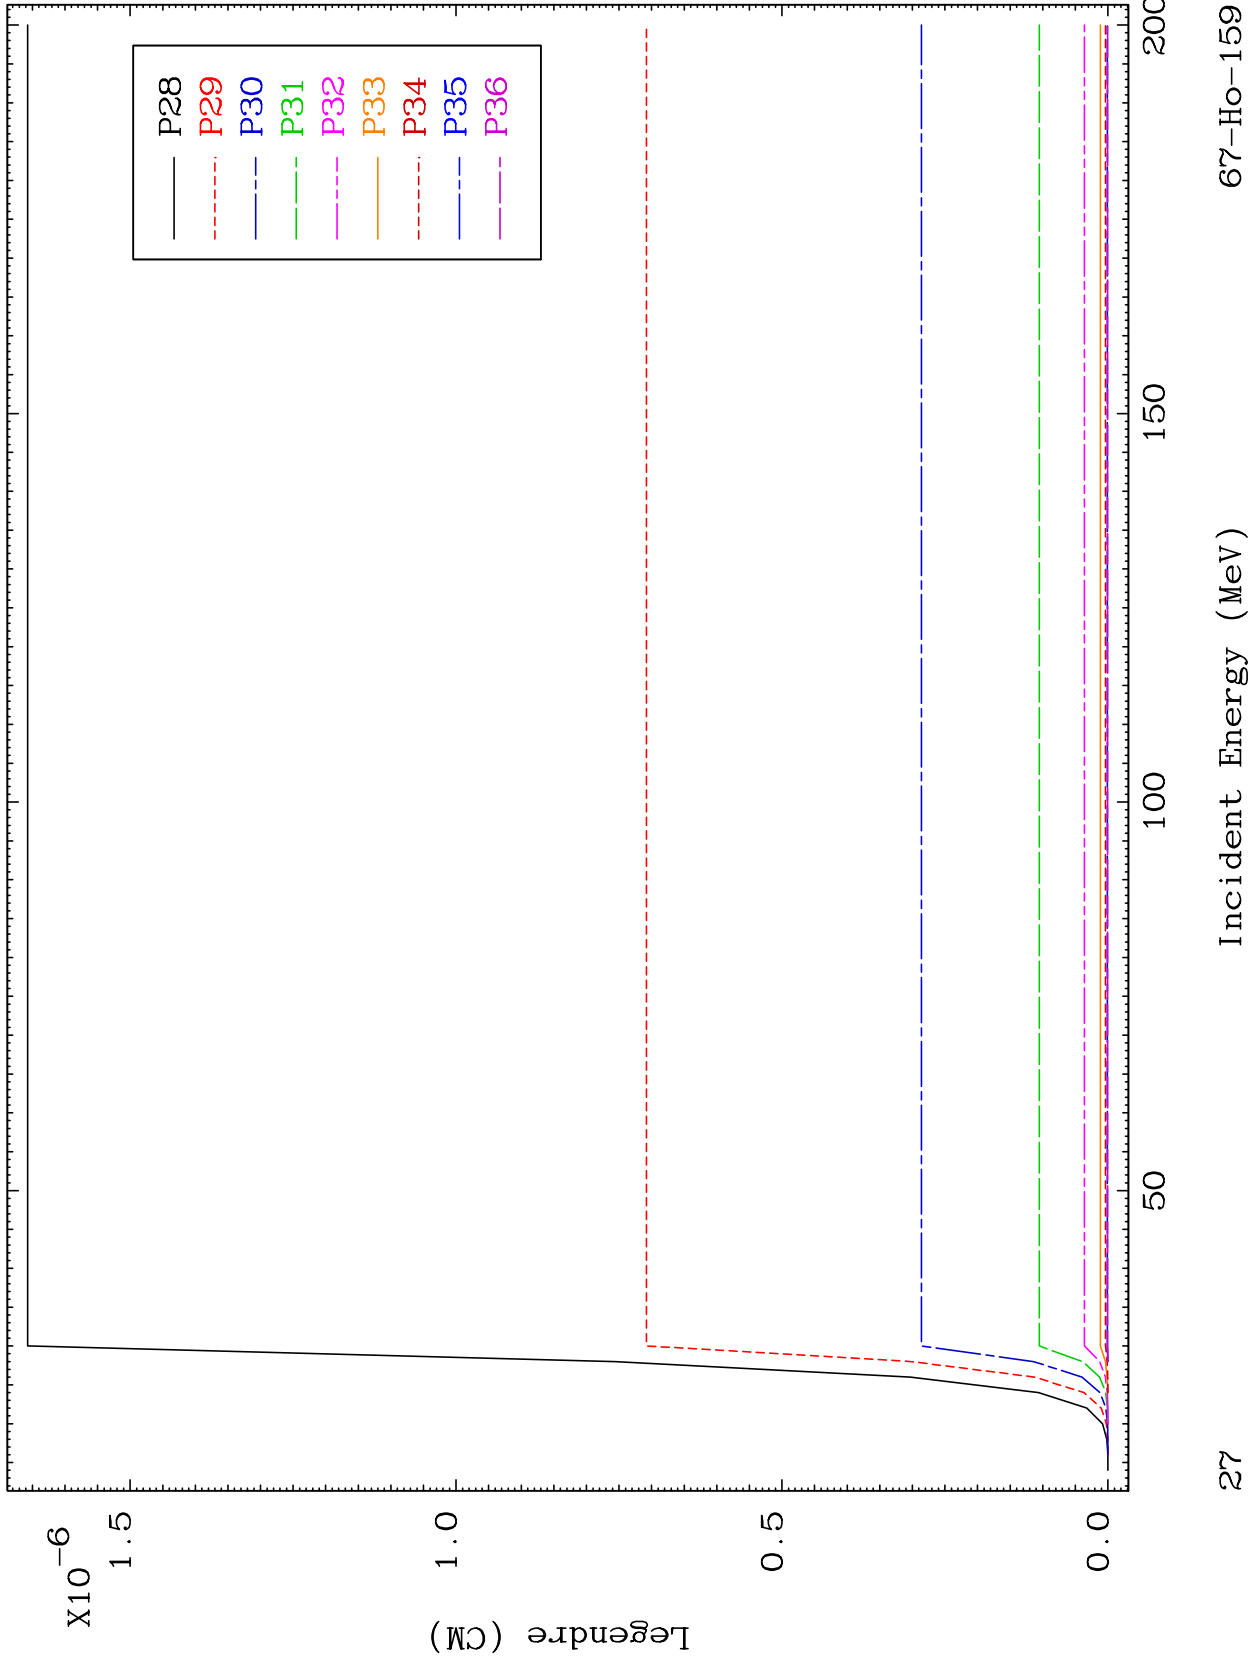 X10-6
1.5
1.0
0.5
0.0
Legendre (CM)
P28
P29
P30
P31
P32
P33
P34
P35
P36
50
100
150
200
Incident Energy (MeV)
27
67-Ho-159